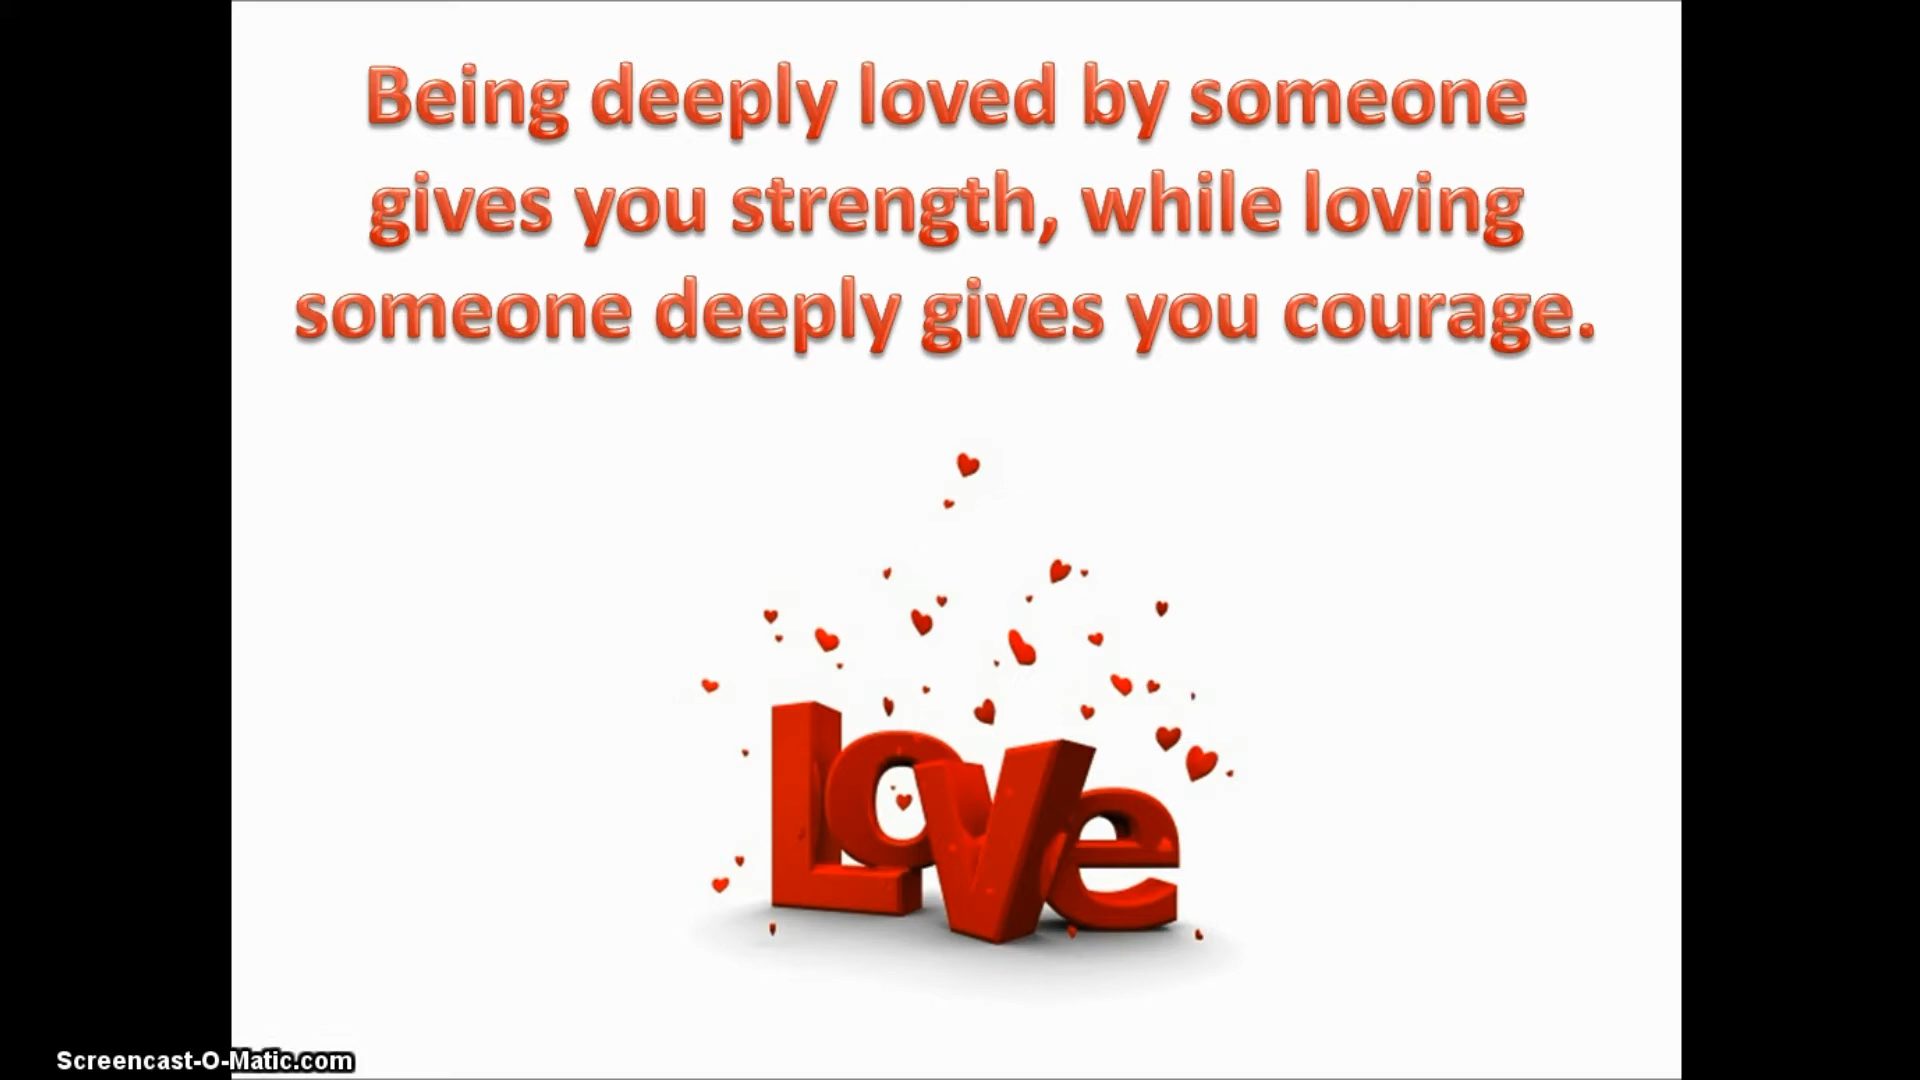 Being deeply loved by someone
gives you strength, while loving
someone deeply gives you courage.
Love
Screencast-O-Matic.com